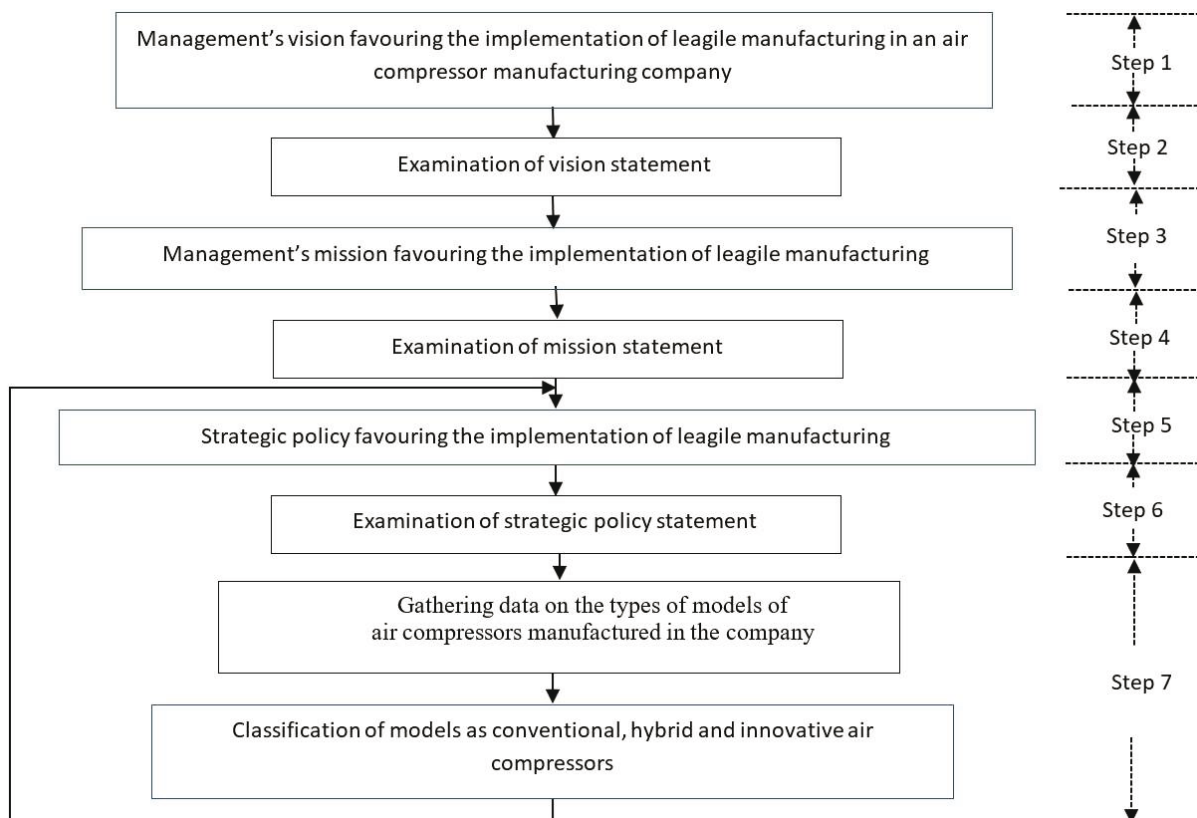 Management’s vision favouring the implementation of leagile manufacturing in an air
compressor manufacturing company
Step 1
Examination of vision statement
Step 2
Management’s mission favouring the implementation of leagile manufacturing
Step 3
Examination of mission statement
Step 4
Strategic policy favouring the implementation of leagile manufacturing
Step 5
Examination of strategic policy statement
Step 6
Gathering data on the types of models of
air compressors manufactured in the company
Step 7
Classification of models as conventional, hybrid and innovative air
compressors